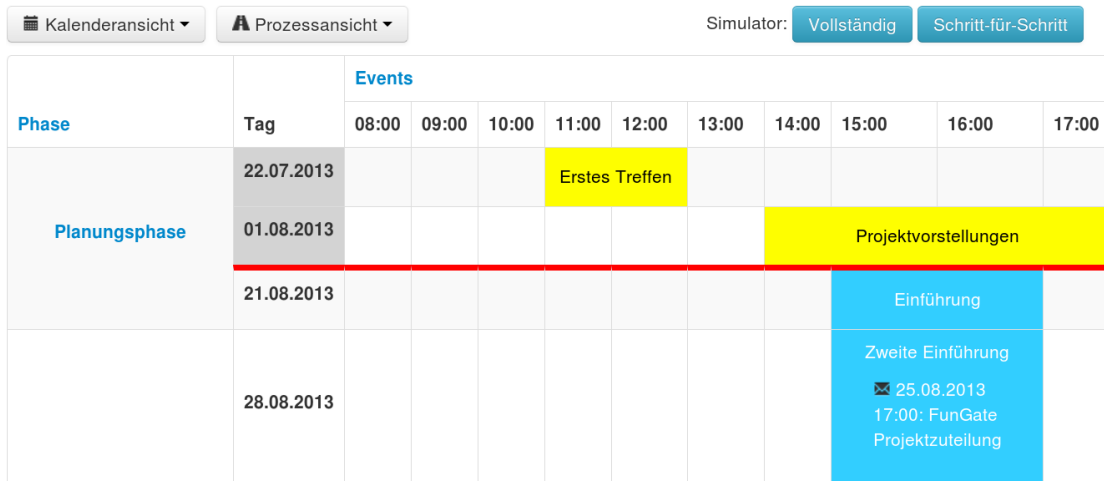 Kalenderansicht Prozessansicht Simulator: Vollständig Schritt-für-Schritt
Events
Phase Tag 08:00 09:00 10:00 11:00 12:00 13:00 14:00 15:00 16:00 17:00
22.07.2013 Erstes Treffen
Planungsphase 01.08.2013 Projektvorstellungen
21.08.2013 Einführung
Zweite Einführung
28.08.2013 25.08.2013
17:00: FunGate
Projektzuteilung